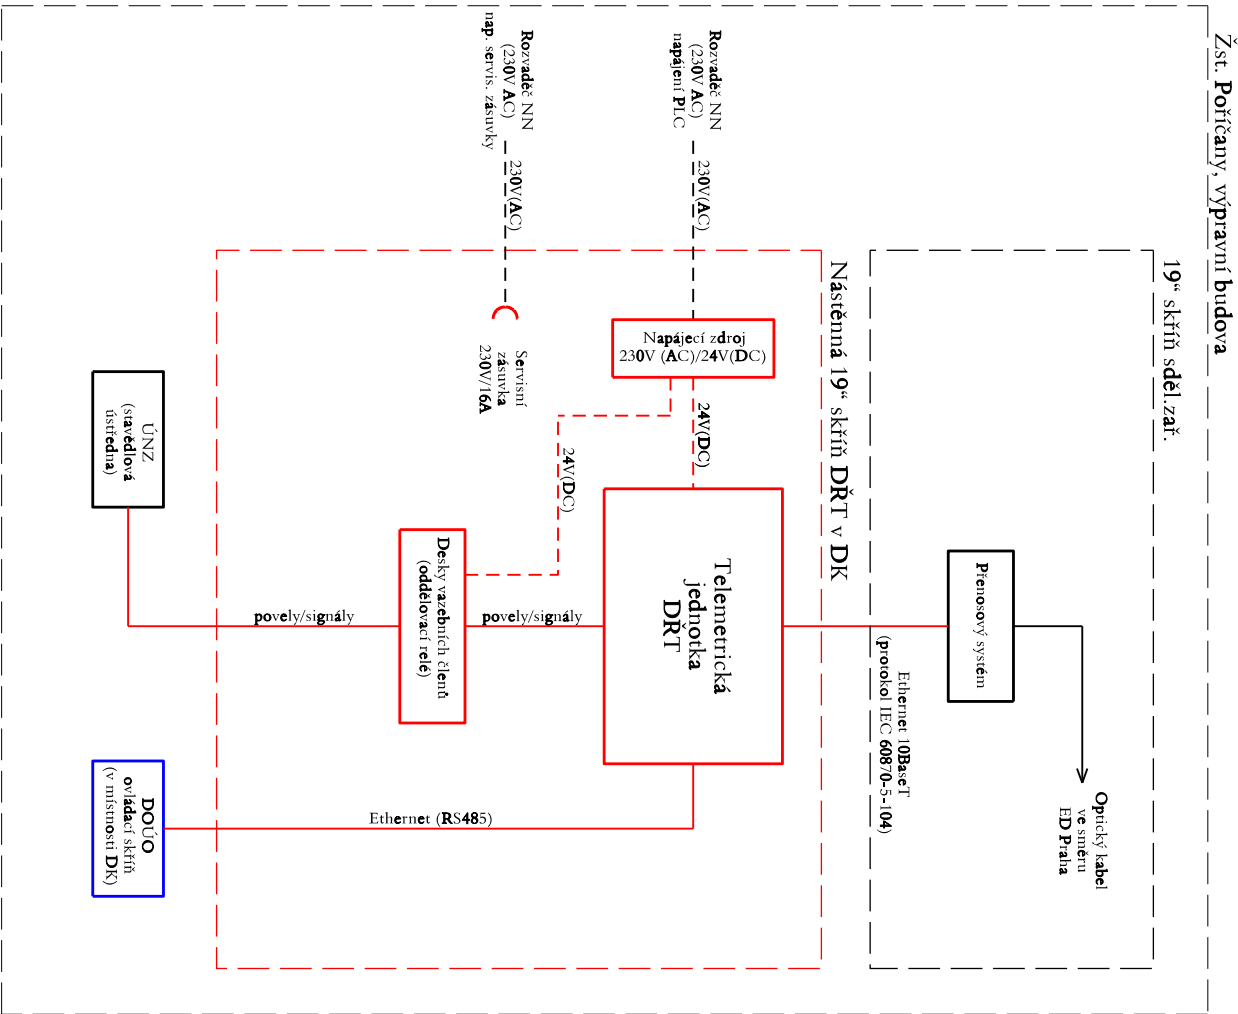 Žst. Poříčany, výpravní budova
19“ skříň sděl.zař.
Nástěnná 19“ skříň DŘT v DK
Rozvaděč NN
(230V AC)
napájení PLC
230V(AC)
Rozvaděč NN
(230V AC)
nap. servis. zásuvky
230V(AC)
Napájecí zdroj
230V (AC)/24V(DC)
Servisní
zásuvka
230V/16A
24V(DC)
24V(DC)
ÚNZ
(stavědlová
ústředna)
Desky vazebních členů
(oddělovací relé)
Telemetrická
jednotka
DŘT
Přenosový systém
povely/signály
povely/signály
Ethernet 10BaseT
(protokol IEC 60870-5-104)
Optický kabel
ve směru
ED Praha
Ethernet (RS485)
DOÚO
ovládací skříň
(v místnosti DK)